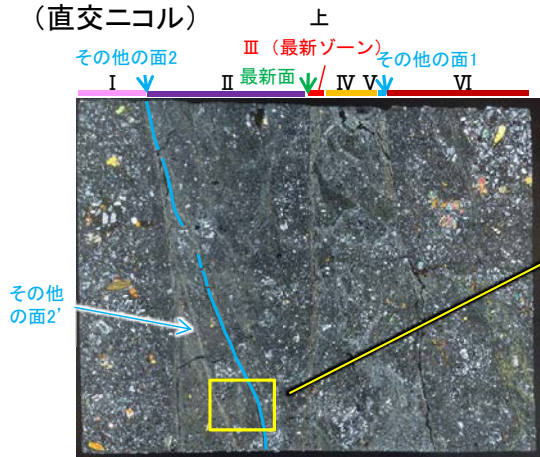 (直交ニコル)
上
Ⅲ(最新ゾーン)
その他の面2
最新面
その他の面1
Ⅰ
Ⅱ
Ⅳ
Ⅴ
Ⅵ
その他
の面2'